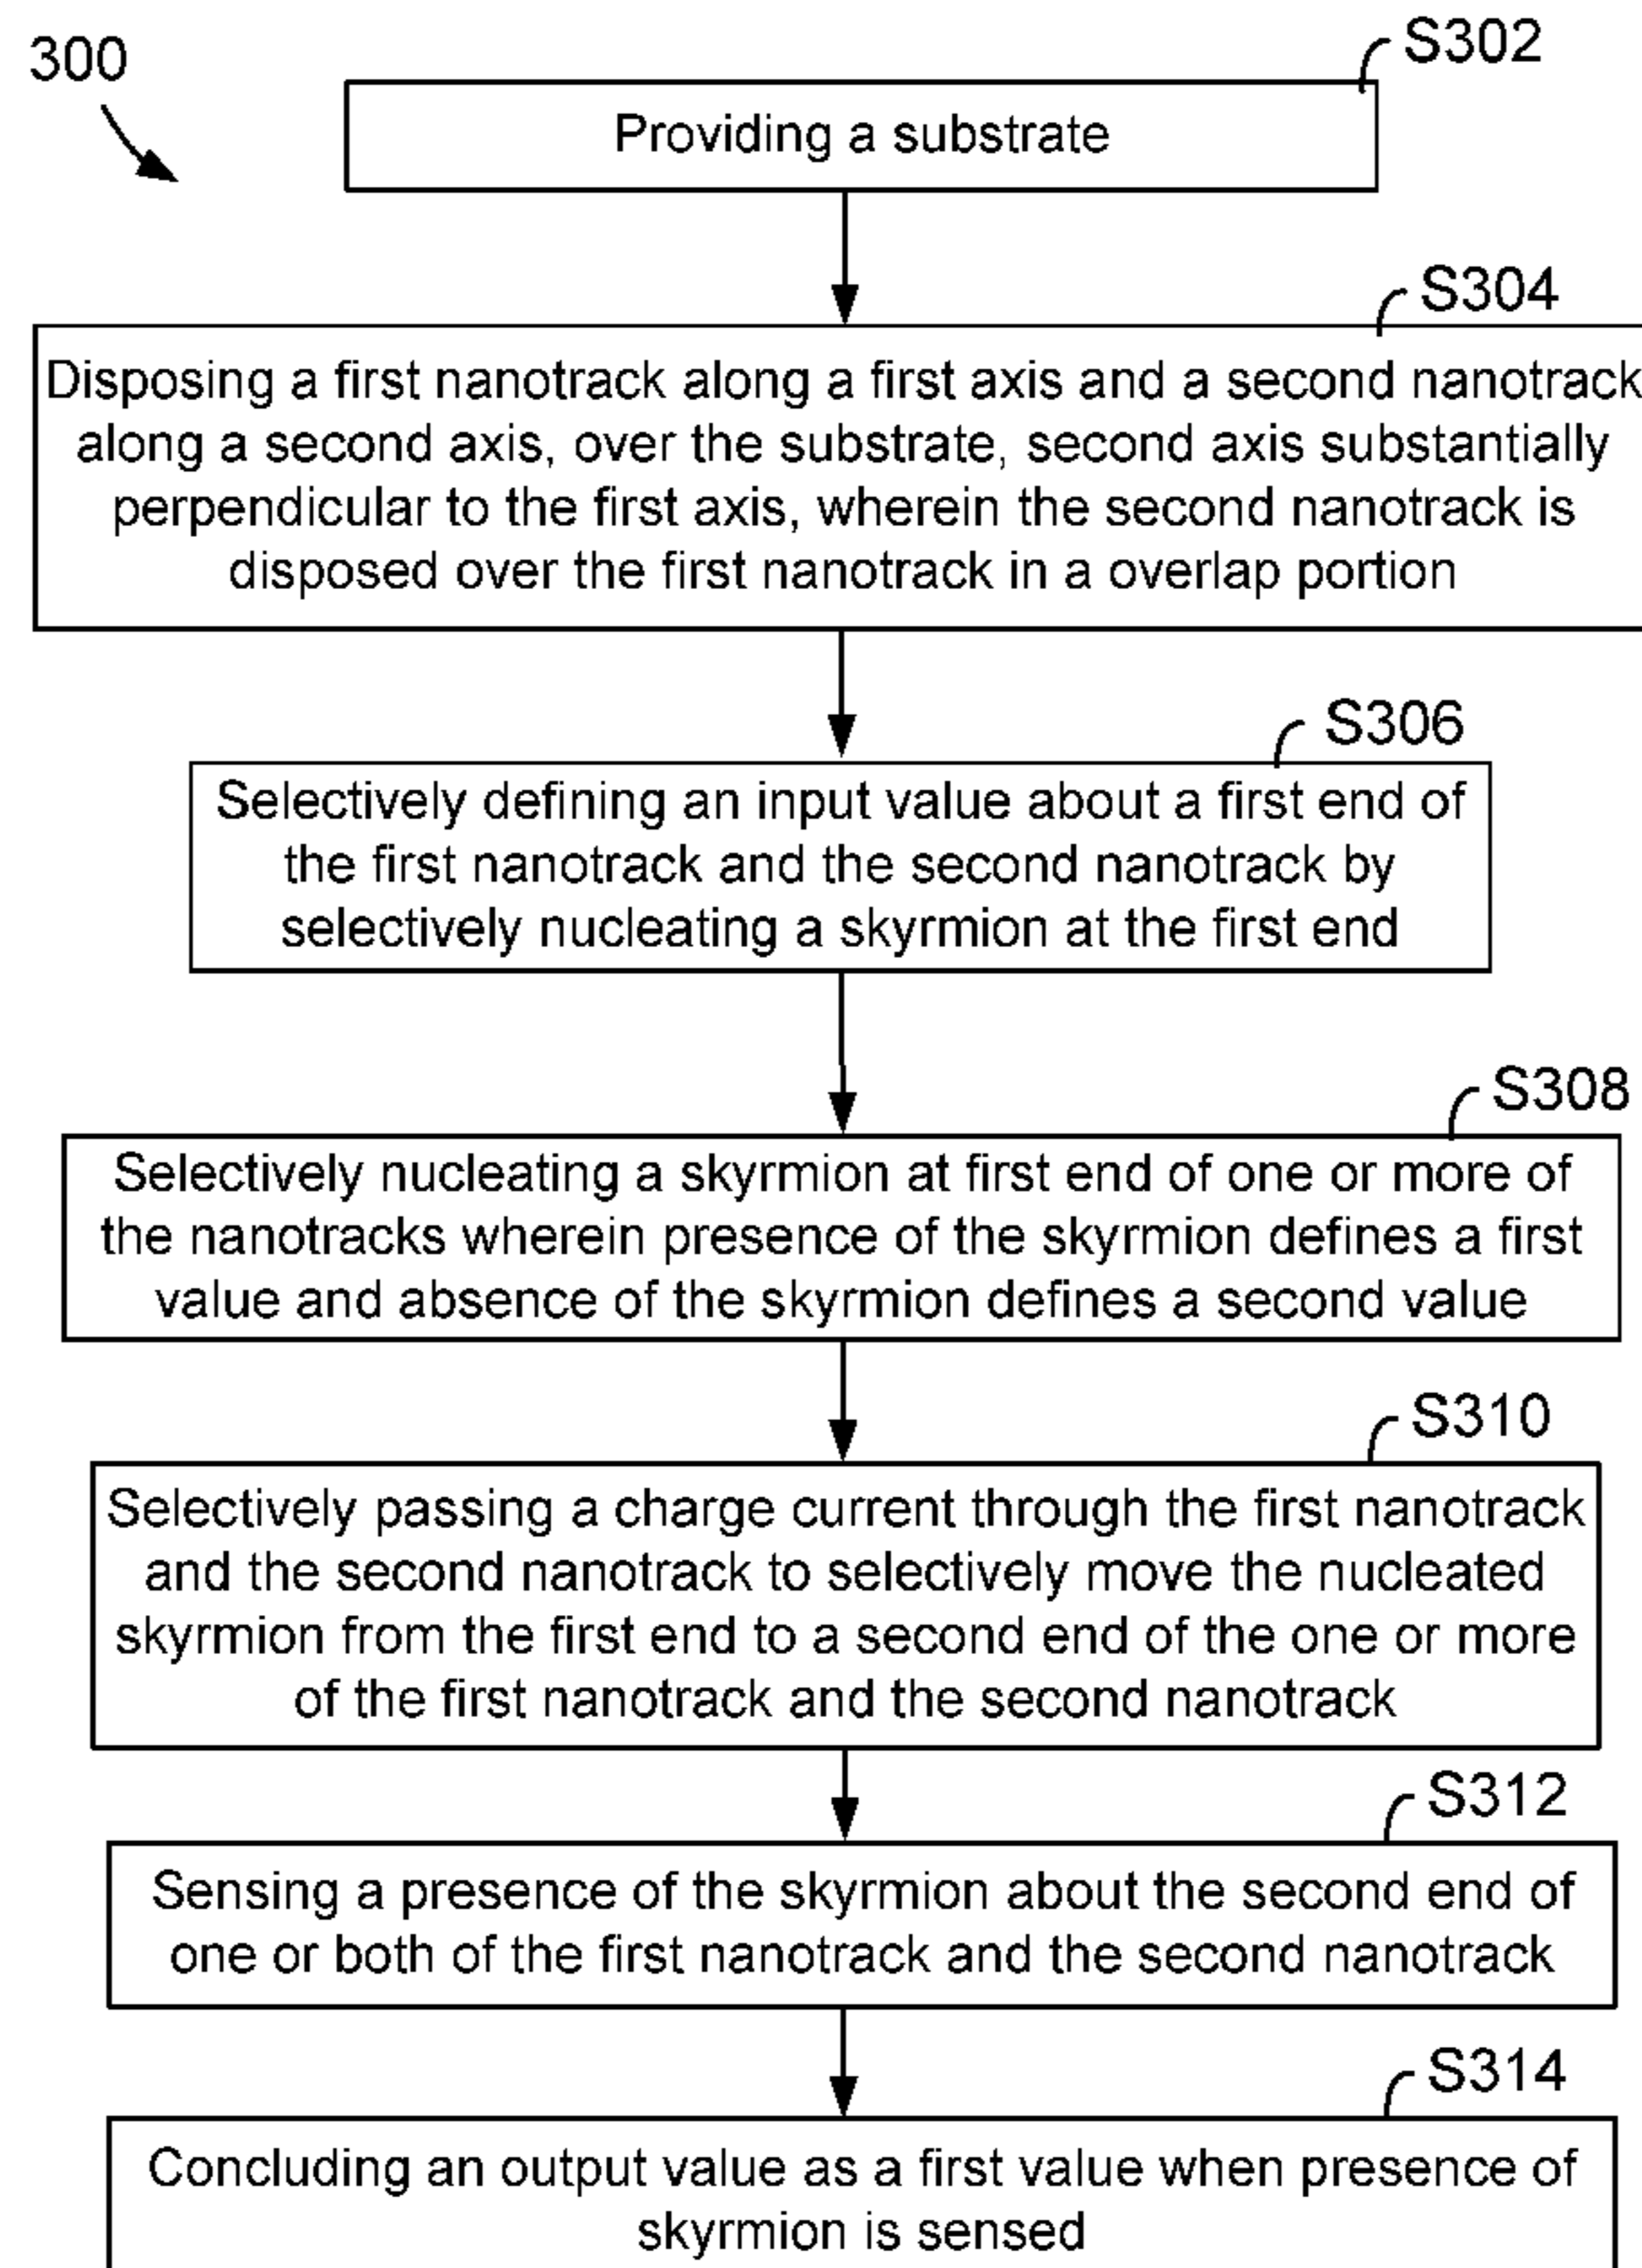 300
S302
Providing a substrate
S304
Disposing a first nanotrack along a first axis and a second nanotrack
along a second axis, over the substrate, second axis substantially
perpendicular to the first axis, wherein the second nanotrack is
disposed over the first nanotrack in a overlap portion
S306
Selectively defining an input value about a first end of
the first nanotrack and the second nanotrack by
selectively nucleating a skyrmion at the first end
S308
Selectively nucleating a skyrmion at first end of one or more of
the nanotracks wherein presence of the skyrmion defines a first
value and absence of the skyrmion defines a second value
S310
Selectively passing a charge current through the first nanotrack
and the second nanotrack to selectively move the nucleated
skyrmion from the first end to a second end of the one or more
of the first nanotrack and the second nanotrack
S312
Sensing a presence of the skyrmion about the second end of
one or both of the first nanotrack and the second nanotrack
S314
Concluding an output value as a first value when presence of
skyrmion is sensed